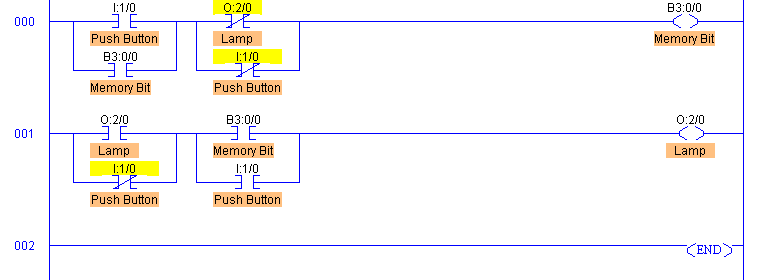 I:1/0 O:2/0 B3:0/0
000
Push Button Lamp Memory Bit
B3:0/0 I:1/0
Memory Bit Push Button
O:2/0 B3:0/0 O:2/0
001
Lamp Memory Bit Lamp
I:1/0 I:1/0
Push Button Push Button
002
END